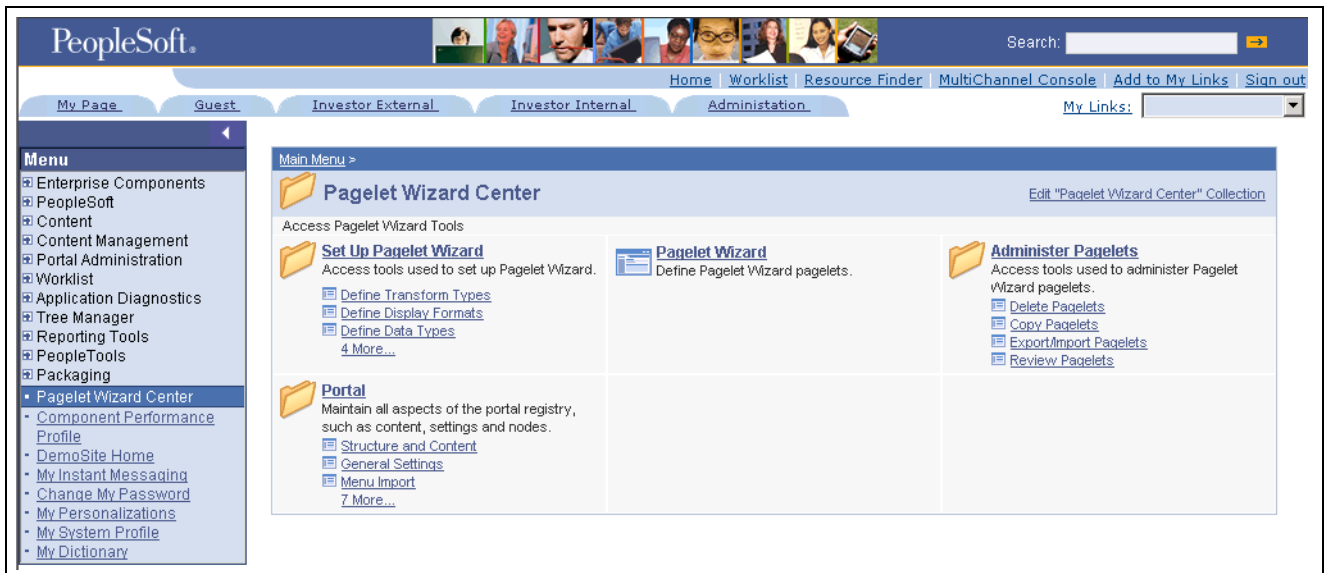 PeopleSoft.
Search:
Home | Worklist | Resource Finder | MultiChannel Console | Add to My Links | Sign out
My Page Guest Investor External Investor Internal Administation
My Links:
Menu
Enterprise Components
PeopleSoft
Content
Content Management
Portal Administration
Worklist
Application Diagnostics
Tree Manager
Reporting Tools
PeopleTools
Packaging
Pagelet Wizard Center
Component Performance
Profile
DemoSite Home
My Instant Messaging
Change My Password
My Personalizations
My System Profile
My Dictionary
Main Menu >
Pagelet Wizard Center
Edit "Pagelet Wizard Center" Collection
Access Pagelet Wizard Tools
Set Up Pagelet Wizard
Access tools used to set up Pagelet Wizard.
Define Transform Types
Define Display Formats
Define Data Types
4 More...
Pagelet Wizard
Define Pagelet Wizard pagelets.
Administer Pagelets
Access tools used to administer Pagelet
Wizard pagelets.
Delete Pagelets
Copy Pagelets
Export/Import Pagelets
Review Pagelets
Portal
Maintain all aspects of the portal registry,
such as content, settings and nodes.
Structure and Content
General Settings
Menu Import
7 More...